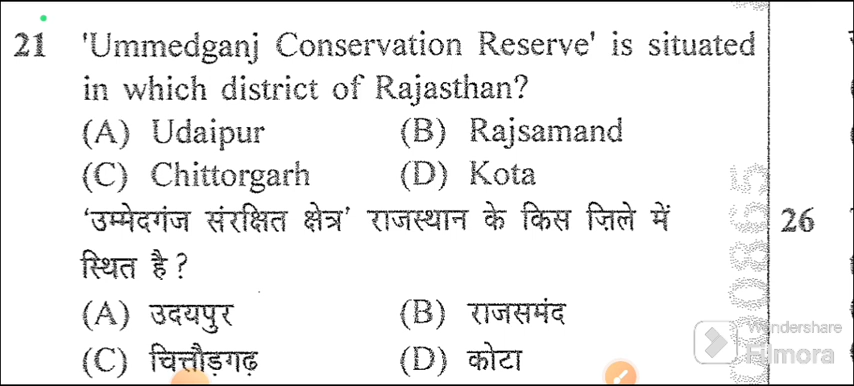 21 'Ummedganj Conservation Reserve' is situated
in which district of Rajasthan?
(A) Udaipur (B) Rajsamand
(C) Chittorgarh (D) Kota
'उम्मेदगंज संरक्षित क्षेत्र' राजस्थान के किस ज़िले में
स्थित है ?
(A) उदयपुर (B) राजसमंद
(C) चित्तौड़गढ़ (D) कोटा
26
Wondershare
Filmora